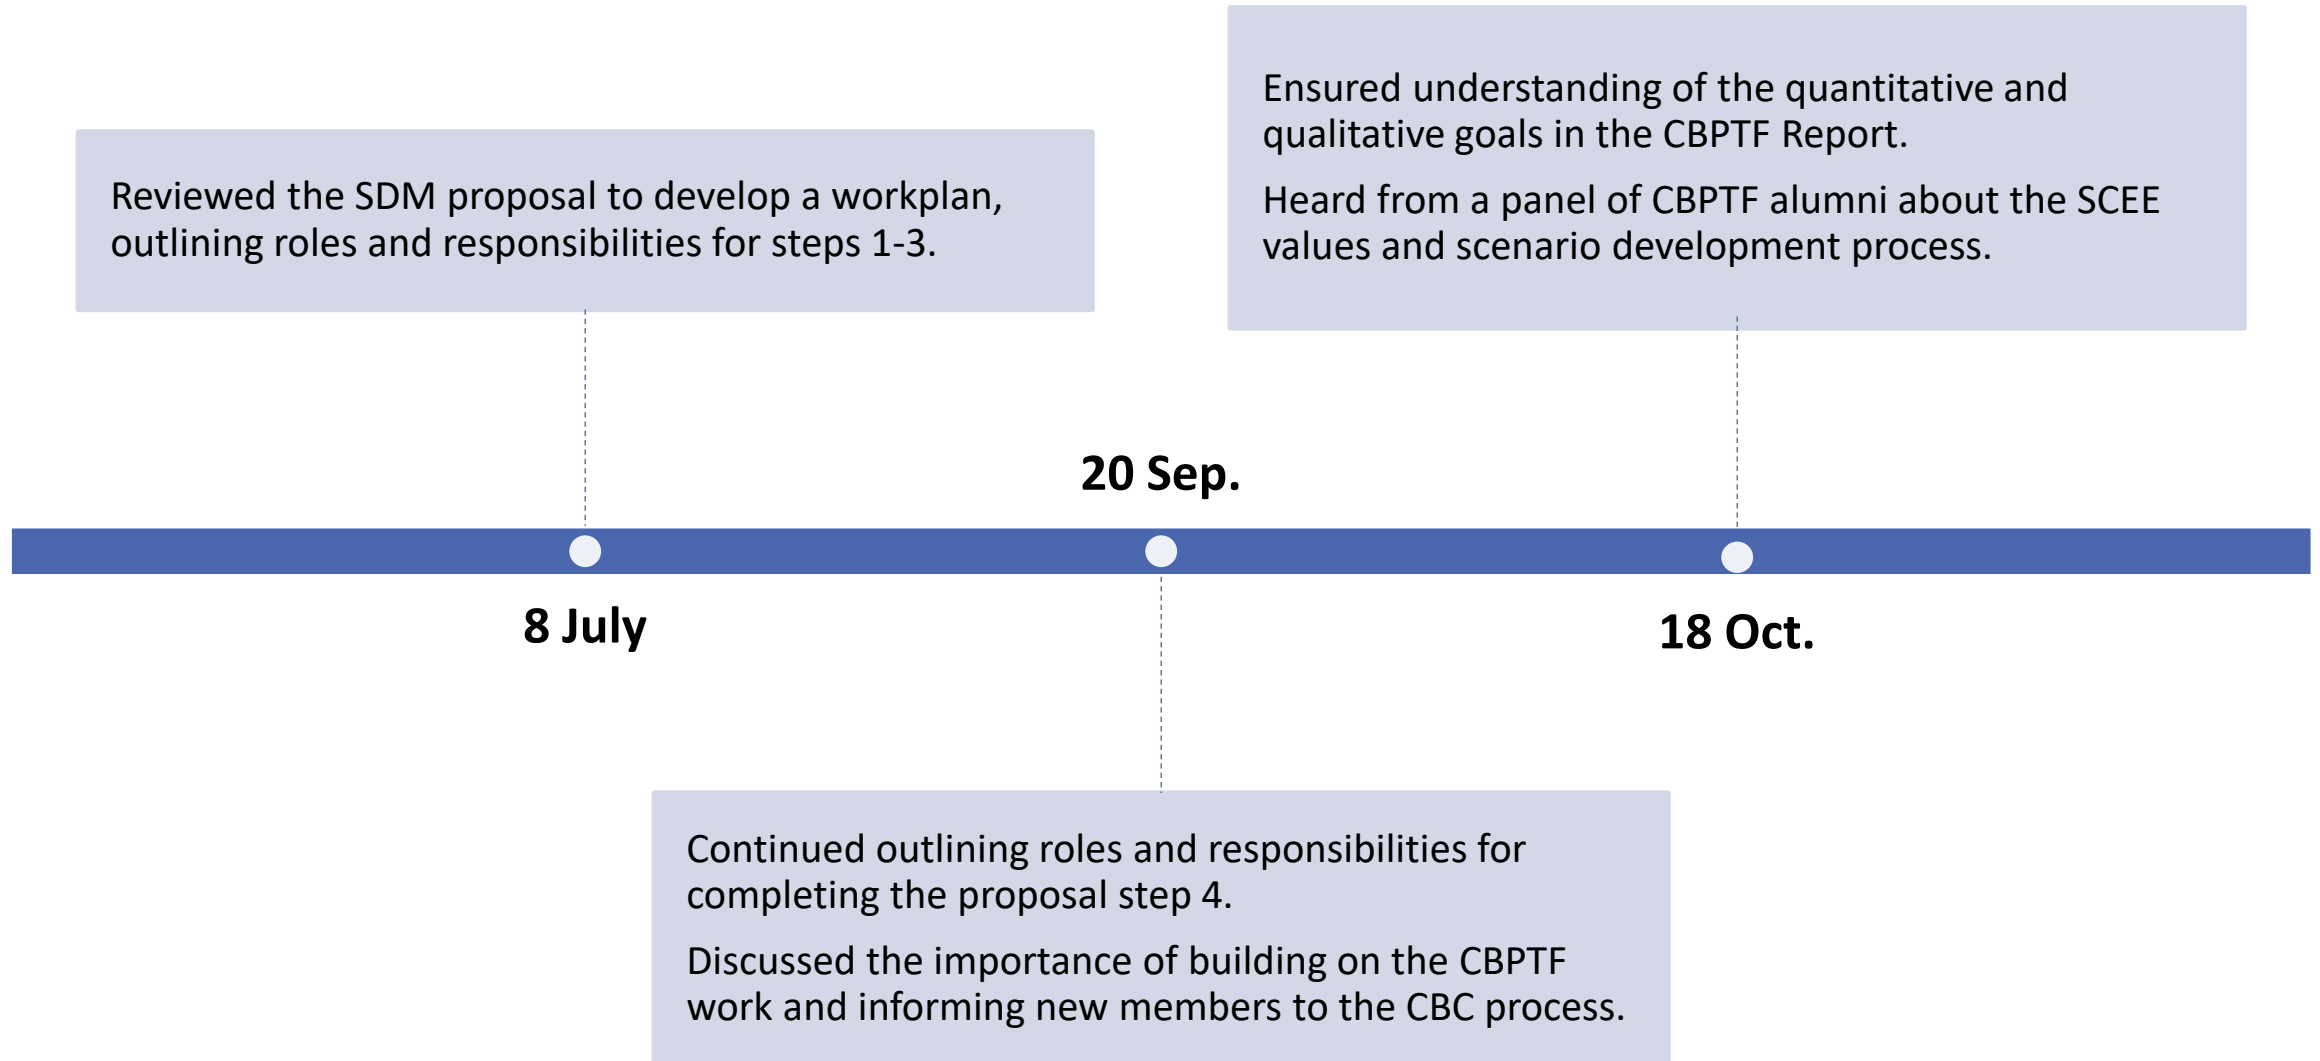 Reviewed the SDM proposal to develop a workplan,
outlining roles and responsibilities for steps 1-3.
8 July
20 Sep.
Continued outlining roles and responsibilities for
completing the proposal step 4.
Discussed the importance of building on the CBPTF
work and informing new members to the CBC process.
Ensured understanding of the quantitative and
qualitative goals in the CBPTF Report.
Heard from a panel of CBPTF alumni about the SCEE
values and scenario development process.
18 Oct.